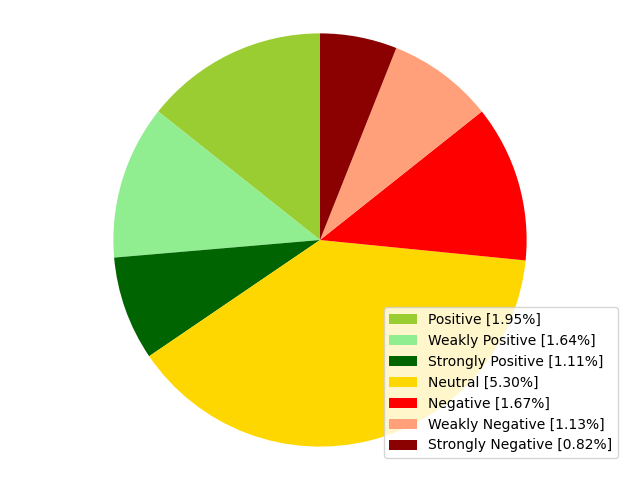 Positive [1.95%]
Weakly Positive [1.64%]
Strongly Positive [1.11%]
Neutral [5.30%]
Negative [1.67%]
Weakly Negative [1.13%]
Strongly Negative [0.82%]